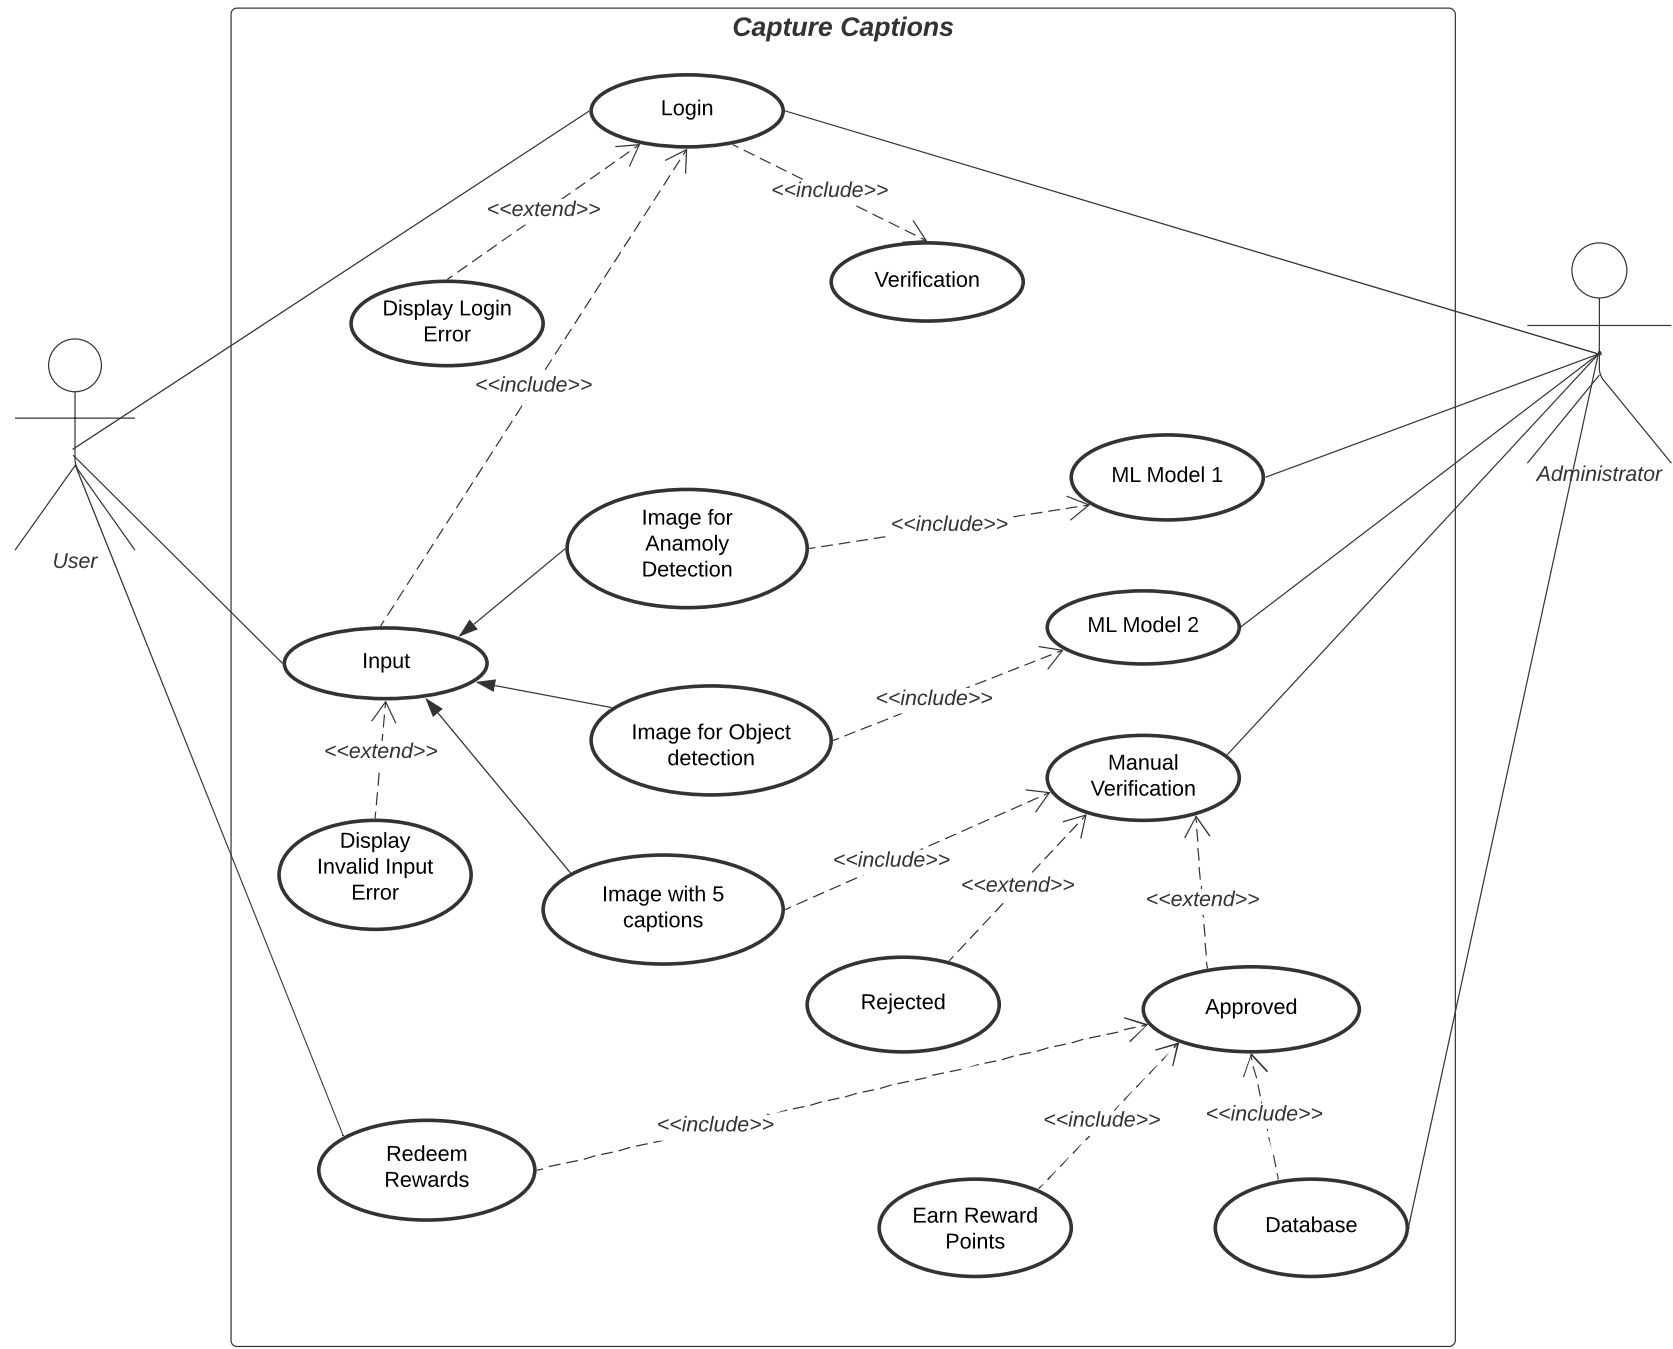 Capture Captions
Login
<<include>>
<<extend>>
Verification
Display Login
Error
<<include>>
User
Administrator
ML Model 1
Image for
Anamoly
Detection
<<include>>
ML Model 2
Input
<<include>>
Image for Object
detection
<<extend>>
Manual
Verification
Display
Invalid Input
Error
<<include>>
Image with 5
captions
<<extend>>
<<extend>>
Rejected
Approved
<<include>>
<<include>>
<<include>>
Redeem
Rewards
Earn Reward
Points
Database